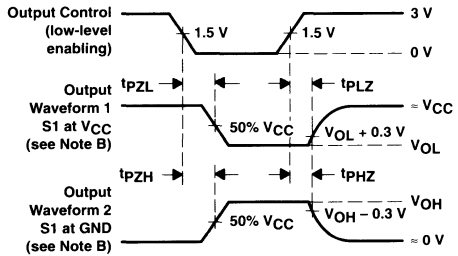 Output Control
(low-level
enabling)
3 V
1.5 V
1.5 V
0 V
tPZL
tPLZ
Output
Waveform 1
S1 at VCC
(see Note B)
≈ VCC
50% VCC
VOL + 0.3 V
VOL
tPZH
tPHZ
Output
Waveform 2
S1 at GND
(see Note B)
VOH
50% VCC
VOH − 0.3 V
≈ 0 V